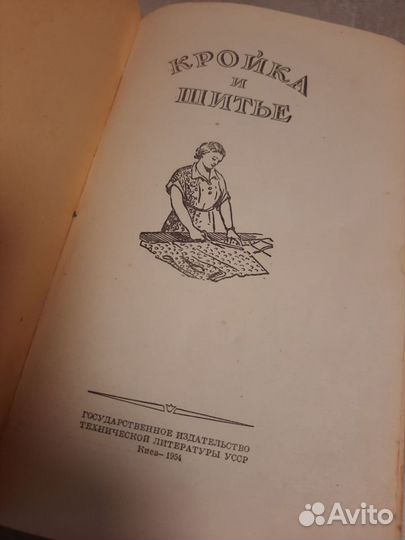 КРОЙКА
И
ШИТЬЕ
ГОСУДАРСТВЕННОЕ ИЗДАТЕЛЬСТВО
ТЕХНИЧЕСКОЙ ЛИТЕРАТУРЫ УССР
Киев—1954
Avito